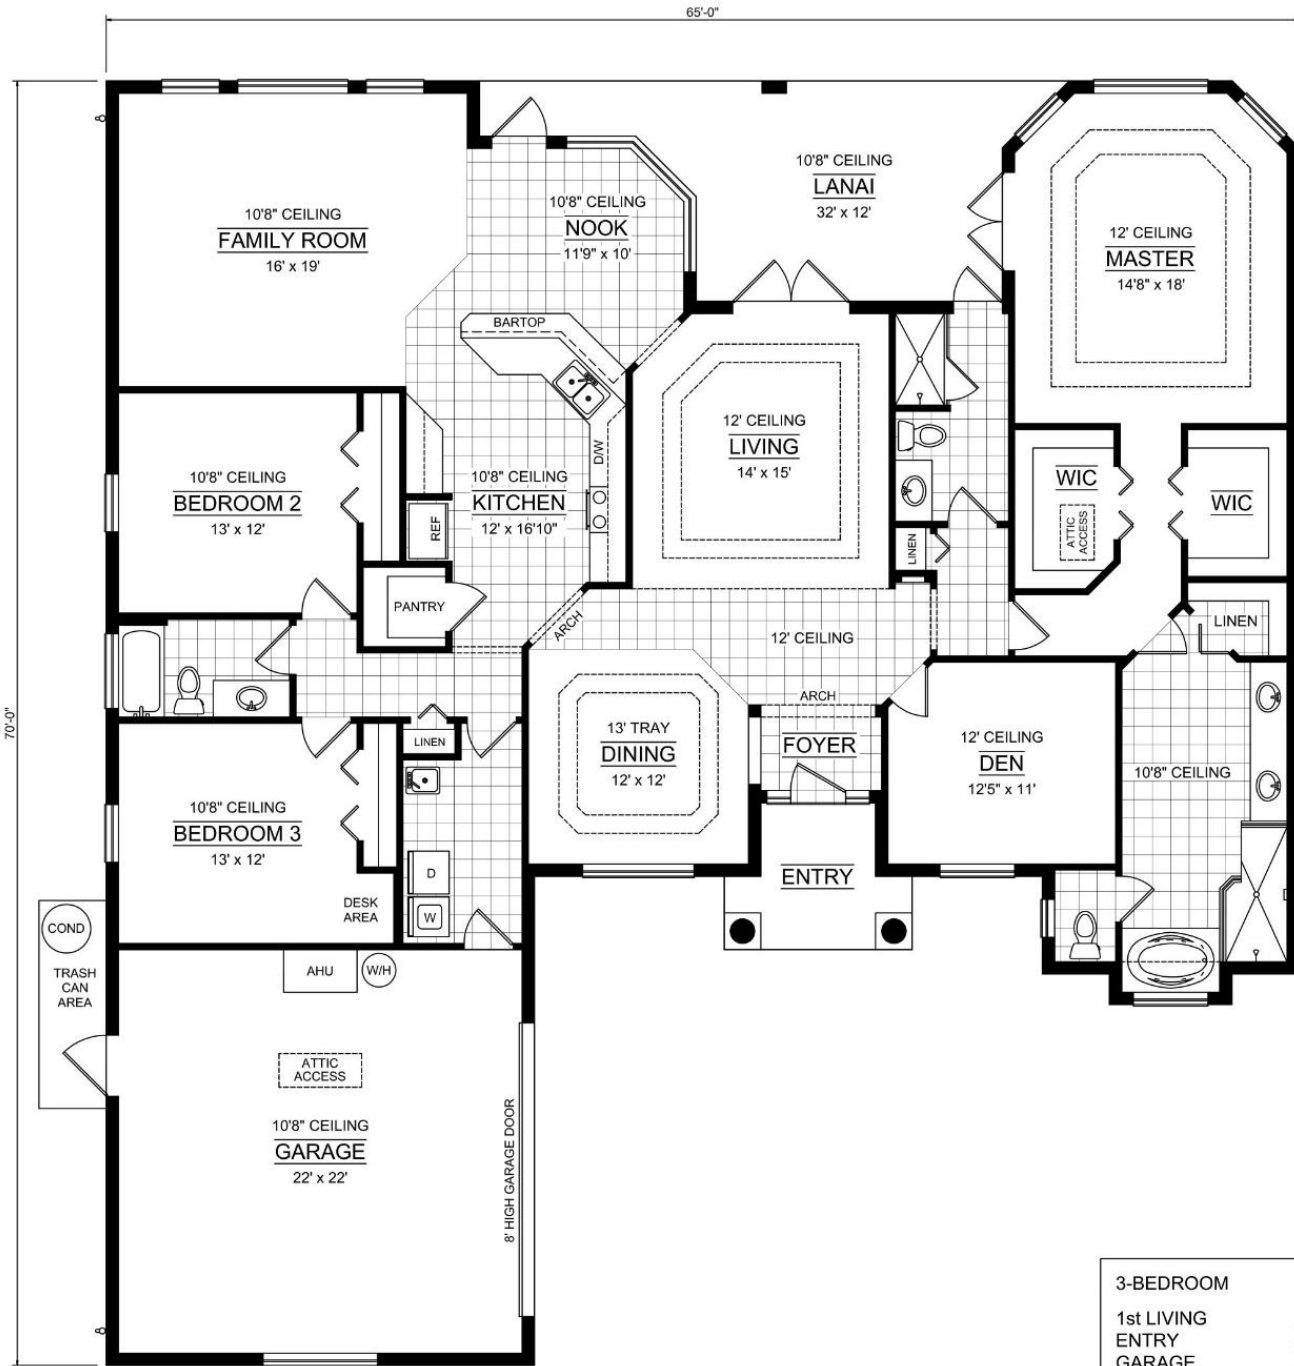 65'-0"
70'-0"
10'8" CEILING
FAMILY ROOM
16' x 19'
10'8" CEILING
NOOK
11'9" x 10'
10'8" CEILING
LANAI
32' x 12'
12' CEILING
MASTER
14'8" x 18'
BARTOP
12' CEILING
LIVING
14' x 15'
D/W
10'8" CEILING
KITCHEN
12' x 16'10"
REF
PANTRY
ARCH
10'8" CEILING
BEDROOM 2
13' x 12'
WIC
ATTIC
ACCESS
WIC
LINEN
LINEN
12' CEILING
ARCH
FOYER
13' TRAY
DINING
12' x 12'
12' CEILING
DEN
12'5" x 11'
10'8" CEILING
LINEN
10'8" CEILING
BEDROOM 3
13' x 12'
DESK
AREA
D
W
ENTRY
COND
TRASH
CAN
AREA
AHU
W/H
ATTIC
ACCESS
10'8" CEILING
GARAGE
22' x 22'
8' HIGH GARAGE DOOR
3-BEDROOM
1st LIVING
ENTRY
GARAGE